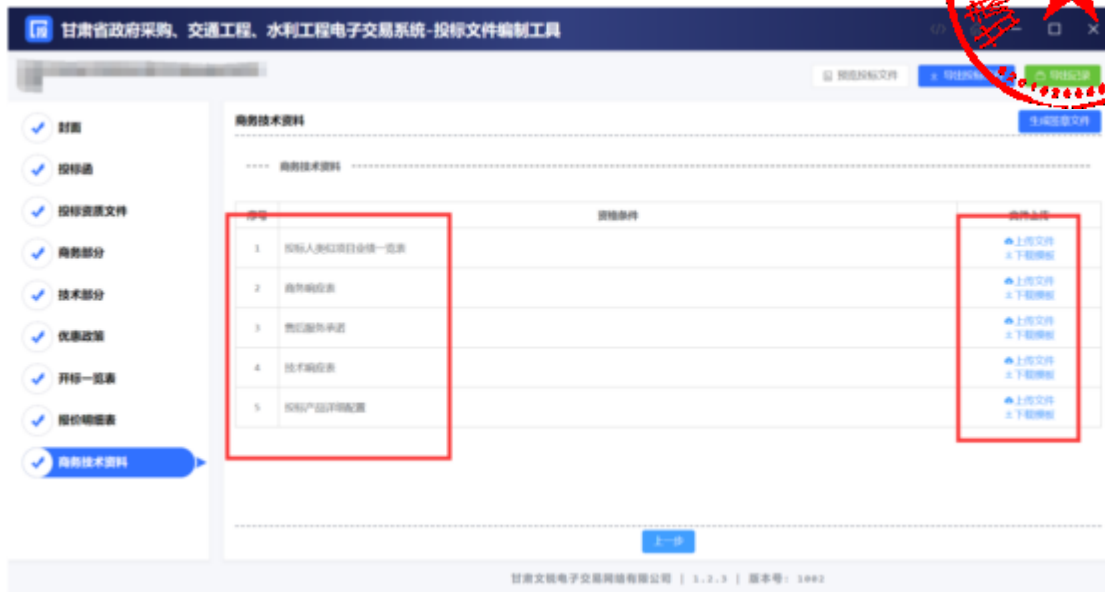 甘肃省政府采购、交通工程、水利工程电子交易系统-投标文件编制工具
预览投标文件
导出投标
导出记录
封面
投标函
投标资质文件
商务部分
技术部分
优惠政策
开标一览表
报价明细表
商务技术资料
商务技术资料
生成签章文件
商务技术资料
序号 资格条件 文件上传
1 投标人类似项目业绩一览表 上传文件 下载模板
2 商务响应表 上传文件 下载模板
3 售后服务承诺 上传文件 下载模板
4 技术响应表 上传文件 下载模板
5 投标产品详细配置 上传文件 下载模板
上一步
甘肃文锐电子交易网络有限公司 | 1.2.3 | 版本号: 1002